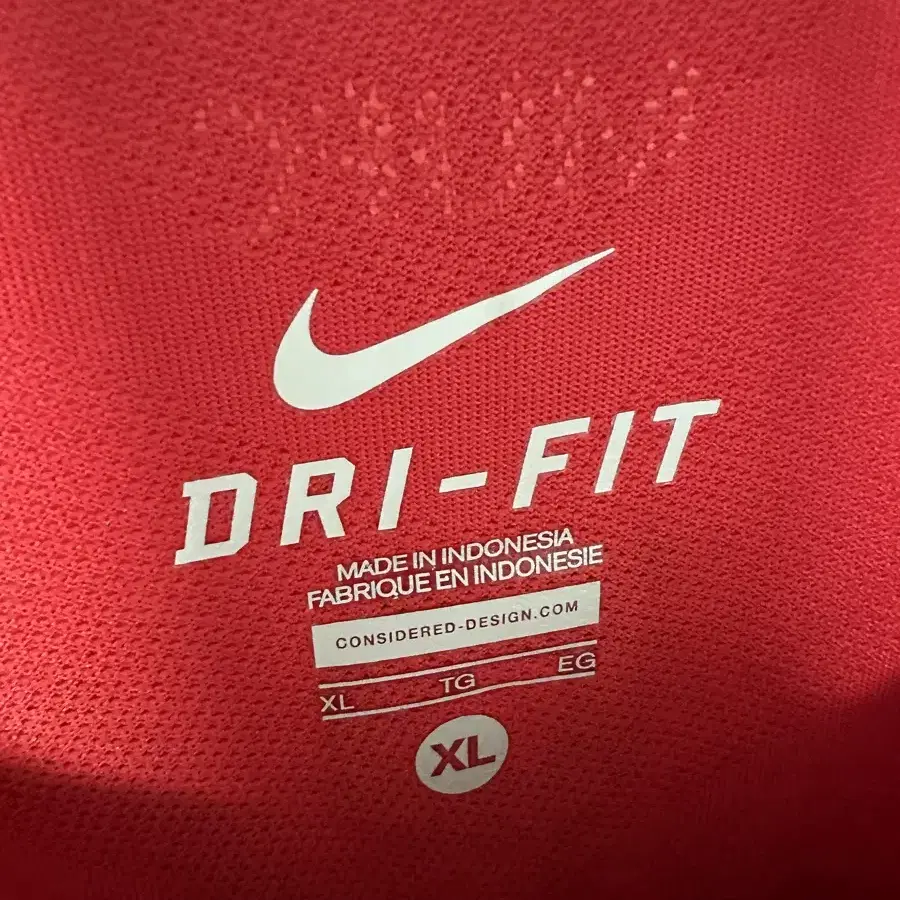 DRI-FIT
MADE IN INDONESIA
FABRIQUE EN INDONESIE
CONSIDERED-DESIGN.COM
XL TG EG
XL